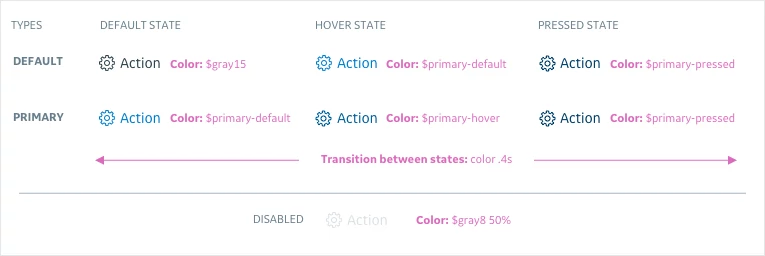 TYPES DEFAULT STATE HOVER STATE PRESSED STATE
DEFAULT Action Color: $gray15 Action Color: $primary-default Action Color: $primary-pressed
PRIMARY Action Color: $primary-default Action Color: $primary-hover Action Color: $primary-pressed
Transition between states: color .4s
DISABLED Action Color: $gray8 50%